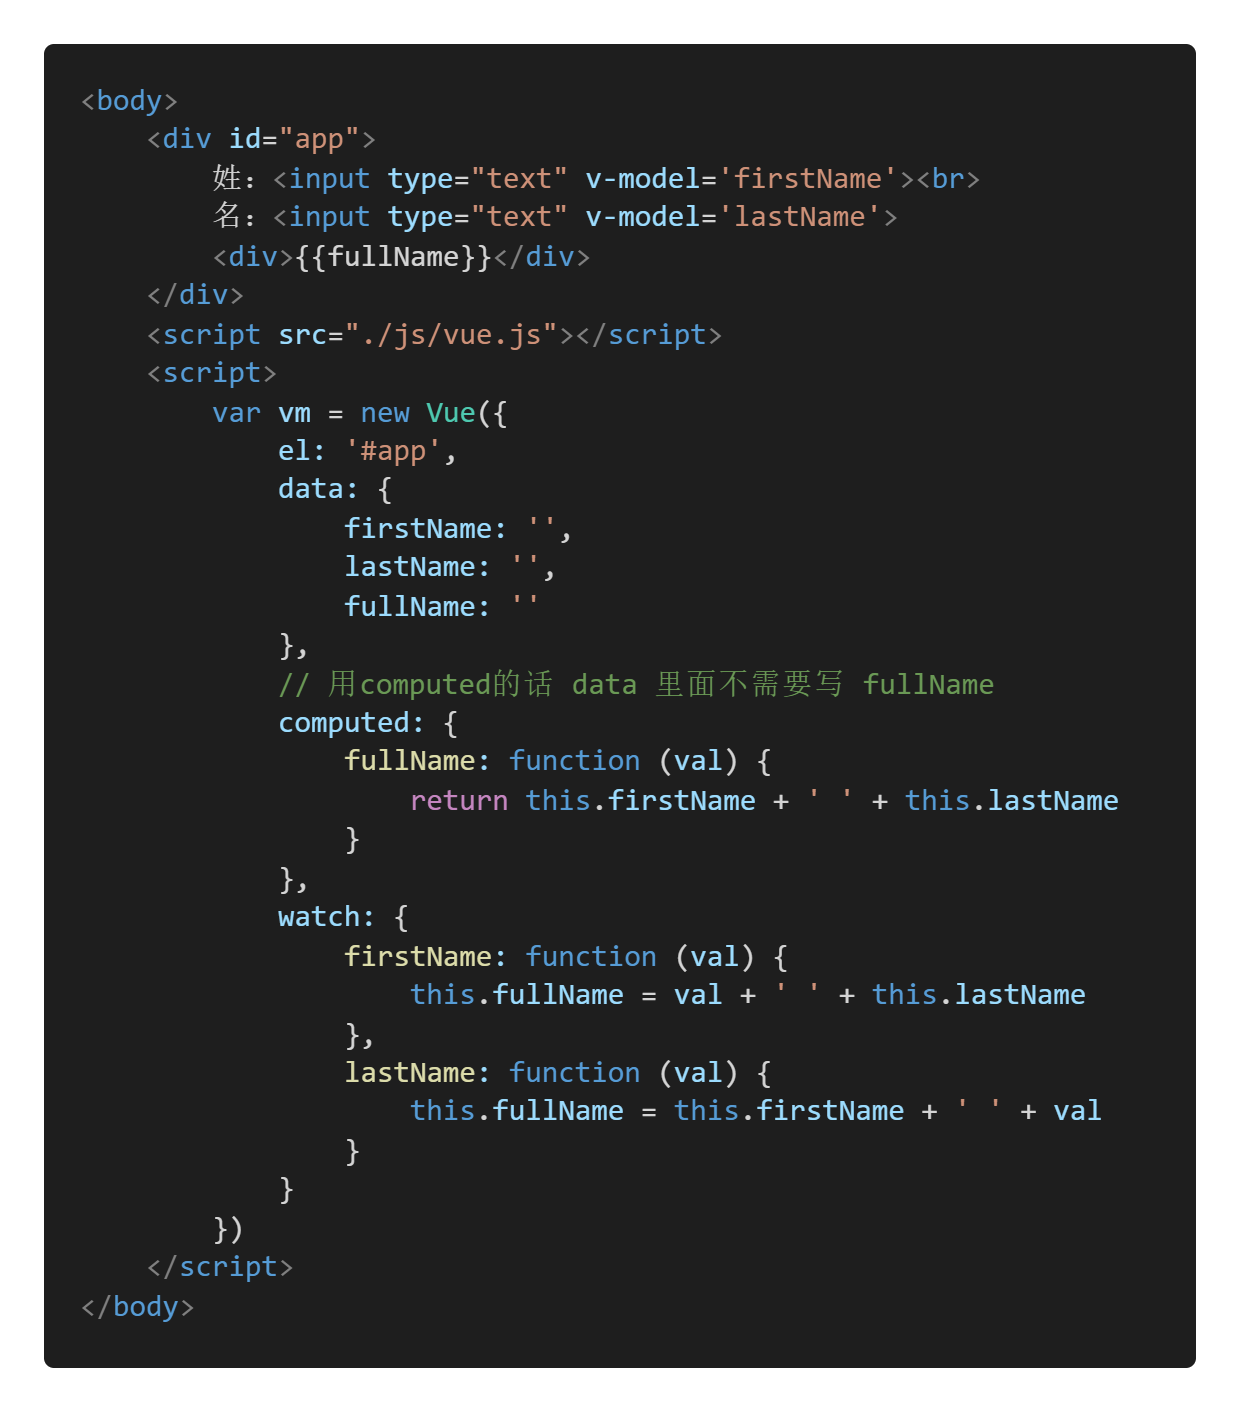 <body>
    <div id="app">
        姓：<input type="text" v-model='firstName'><br>
        名：<input type="text" v-model='lastName'>
        <div>{{fullName}}</div>
    </div>
    <script src="./js/vue.js"></script>
    <script>
        var vm = new Vue({
            el: '#app',
            data: {
                firstName: '',
                lastName: '',
                fullName: ''
            },
            // 用computed的话 data 里面不需要写 fullName
            computed: {
                fullName: function (val) {
                    return this.firstName + ' ' + this.lastName
                }
            },
            watch: {
                firstName: function (val) {
                    this.fullName = val + ' ' + this.lastName
                },
                lastName: function (val) {
                    this.fullName = this.firstName + ' ' + val
                }
            }
        })
    </script>
</body>